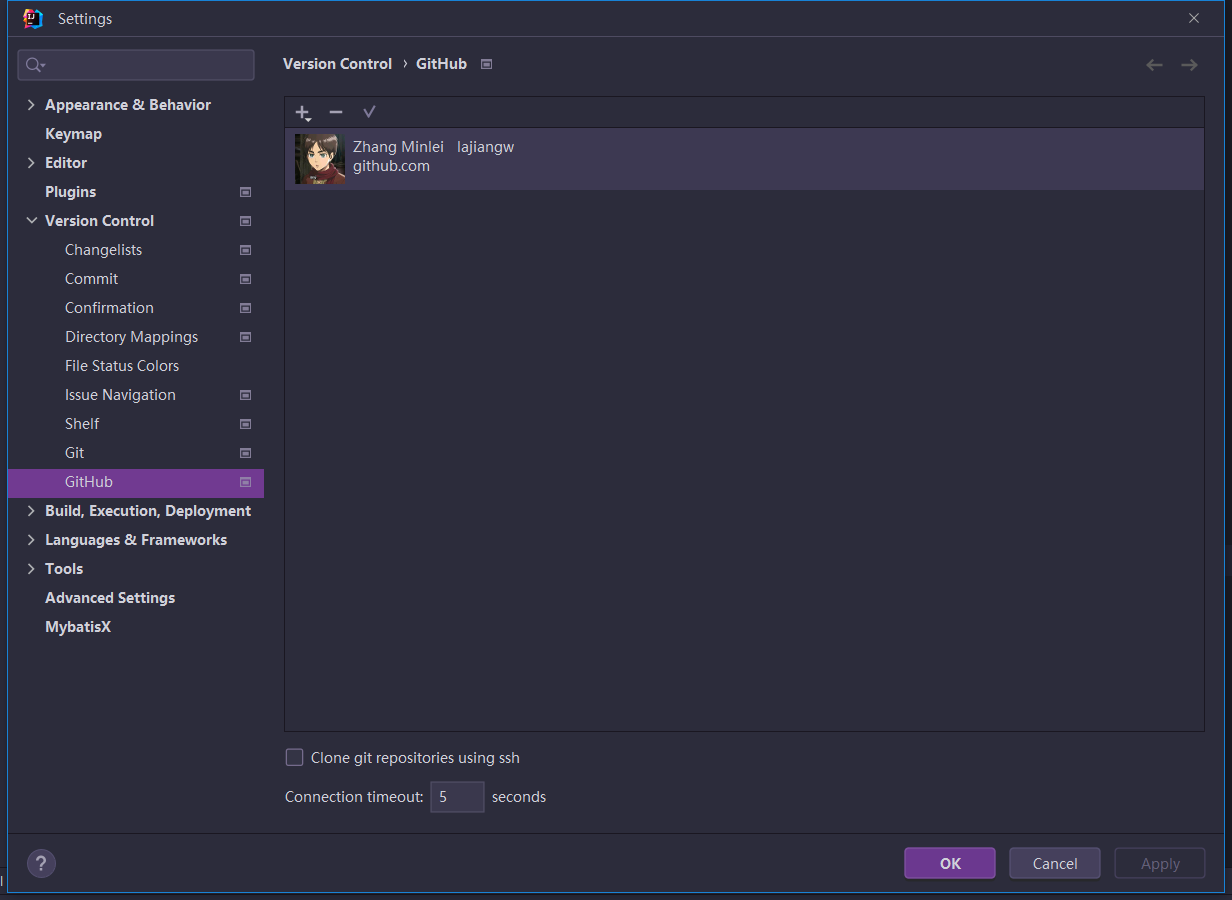 Settings
Version Control › GitHub
Appearance & Behavior
Keymap
Editor
Plugins
Version Control
Changelists
Commit
Confirmation
Directory Mappings
File Status Colors
Issue Navigation
Shelf
Git
GitHub
Build, Execution, Deployment
Languages & Frameworks
Tools
Advanced Settings
MybatisX
Zhang Minlei lajiangw
github.com
Clone git repositories using ssh
Connection timeout: 5 seconds
? OK Cancel Apply